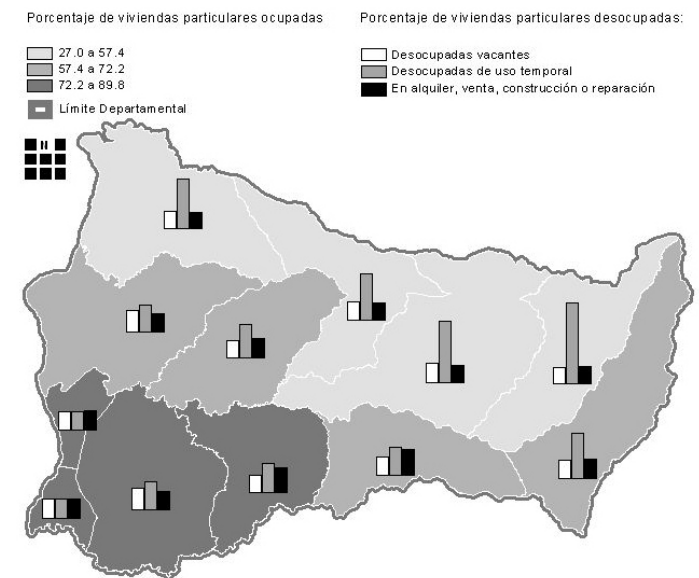 Porcentaje de viviendas particulares ocupadas
27.0 a 57.4
57.4 a 72.2
72.2 a 89.8
Límite Departamental
Porcentaje de viviendas particulares desocupadas:
Desocupadas vacantes
Desocupadas de uso temporal
En alquiler, venta, construcción o reparación